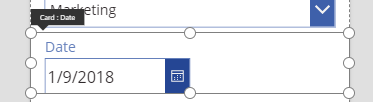 Marketing
Card : Date
Date
1/9/2018